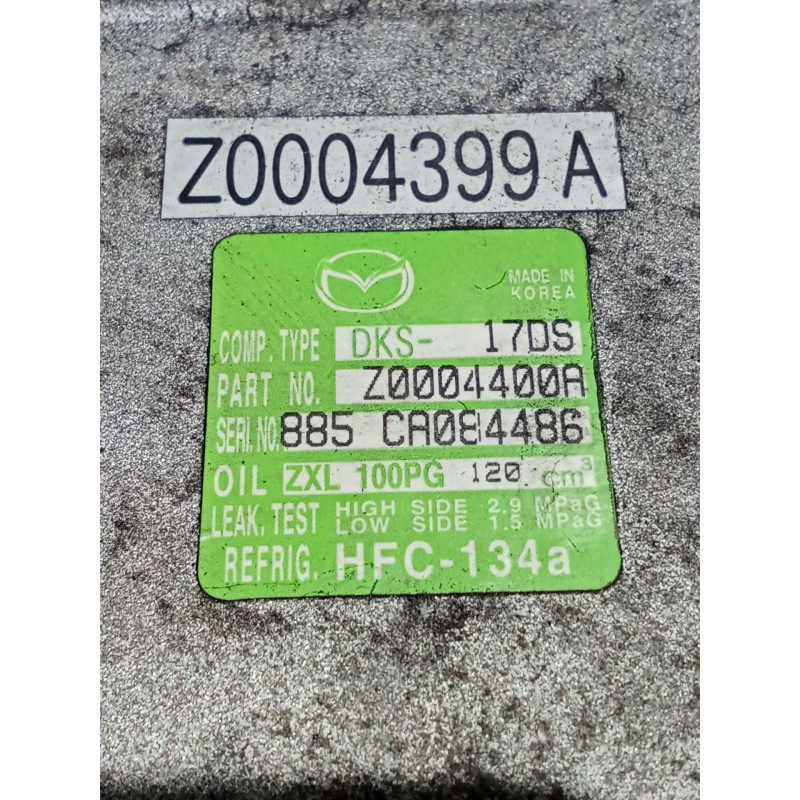 Z0004399A
MADE IN
KOREA
COMP. TYPE DKS- 17DS
PART NO. Z0004400A
SERI.NO. 885 CA084486
OIL ZXL 100PG 120 cm³
LEAK. TEST HIGH SIDE 2.9 MPaG
LOW SIDE 1.5 MPaG
REFRIG. HFC-134a